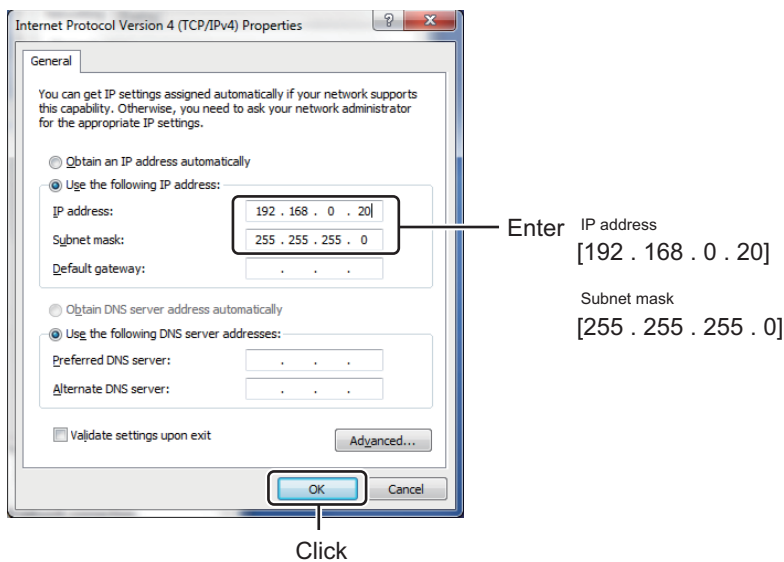 Internet Protocol Version 4 (TCP/IPv4) Properties
General
You can get IP settings assigned automatically if your network supports
this capability. Otherwise, you need to ask your network administrator
for the appropriate IP settings.
Obtain an IP address automatically
Use the following IP address:
IP address:
192 . 168 . 0 . 20
Subnet mask:
255 . 255 . 255 . 0
Default gateway:
. . .
Enter
IP address
[192 . 168 . 0 . 20]
Subnet mask
[255 . 255 . 255 . 0]
Obtain DNS server address automatically
Use the following DNS server addresses:
Preferred DNS server:
. . .
Alternate DNS server:
. . .
Validate settings upon exit
Advanced...
OK
Cancel
Click